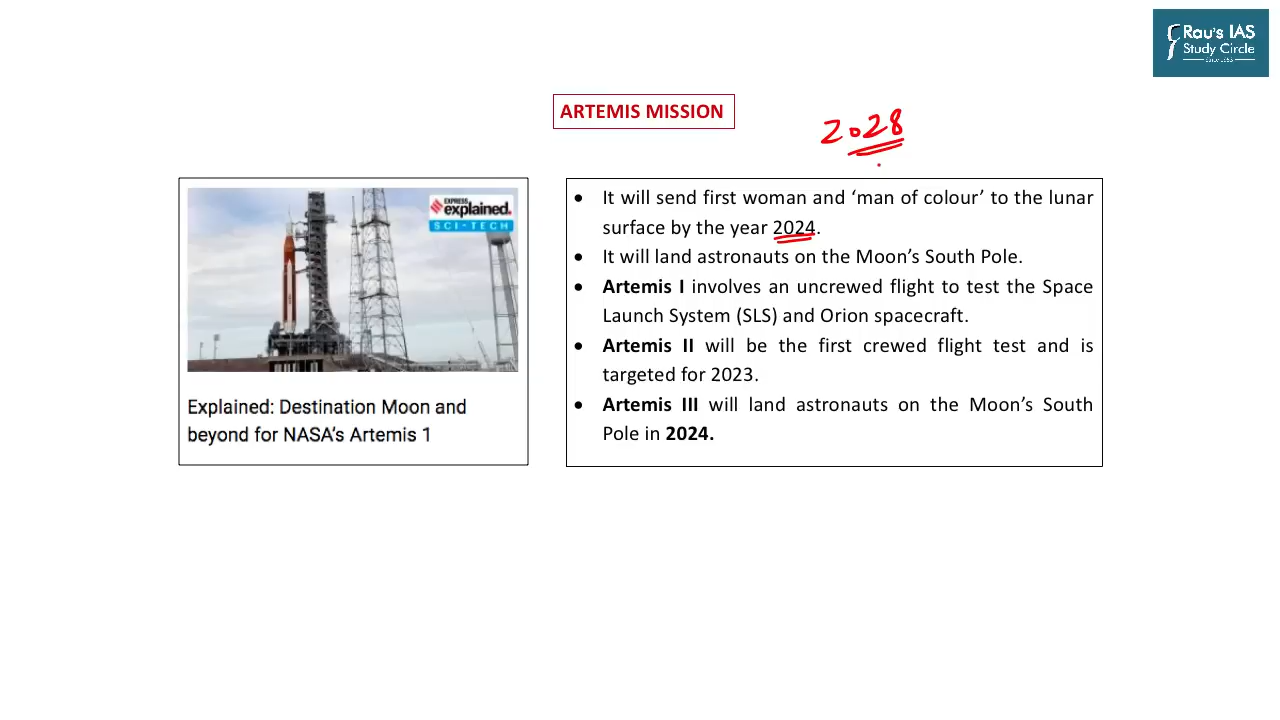 Rau's IAS
Study Circle
ARTEMIS MISSION
2028
EXPRESS
explained.
SCI-TECH
Explained: Destination Moon and
beyond for NASA's Artemis 1
• It will send first woman and ‘man of colour’ to the lunar
surface by the year 2024.
• It will land astronauts on the Moon’s South Pole.
• Artemis I involves an uncrewed flight to test the Space
Launch System (SLS) and Orion spacecraft.
• Artemis II will be the first crewed flight test and is
targeted for 2023.
• Artemis III will land astronauts on the Moon’s South
Pole in 2024.